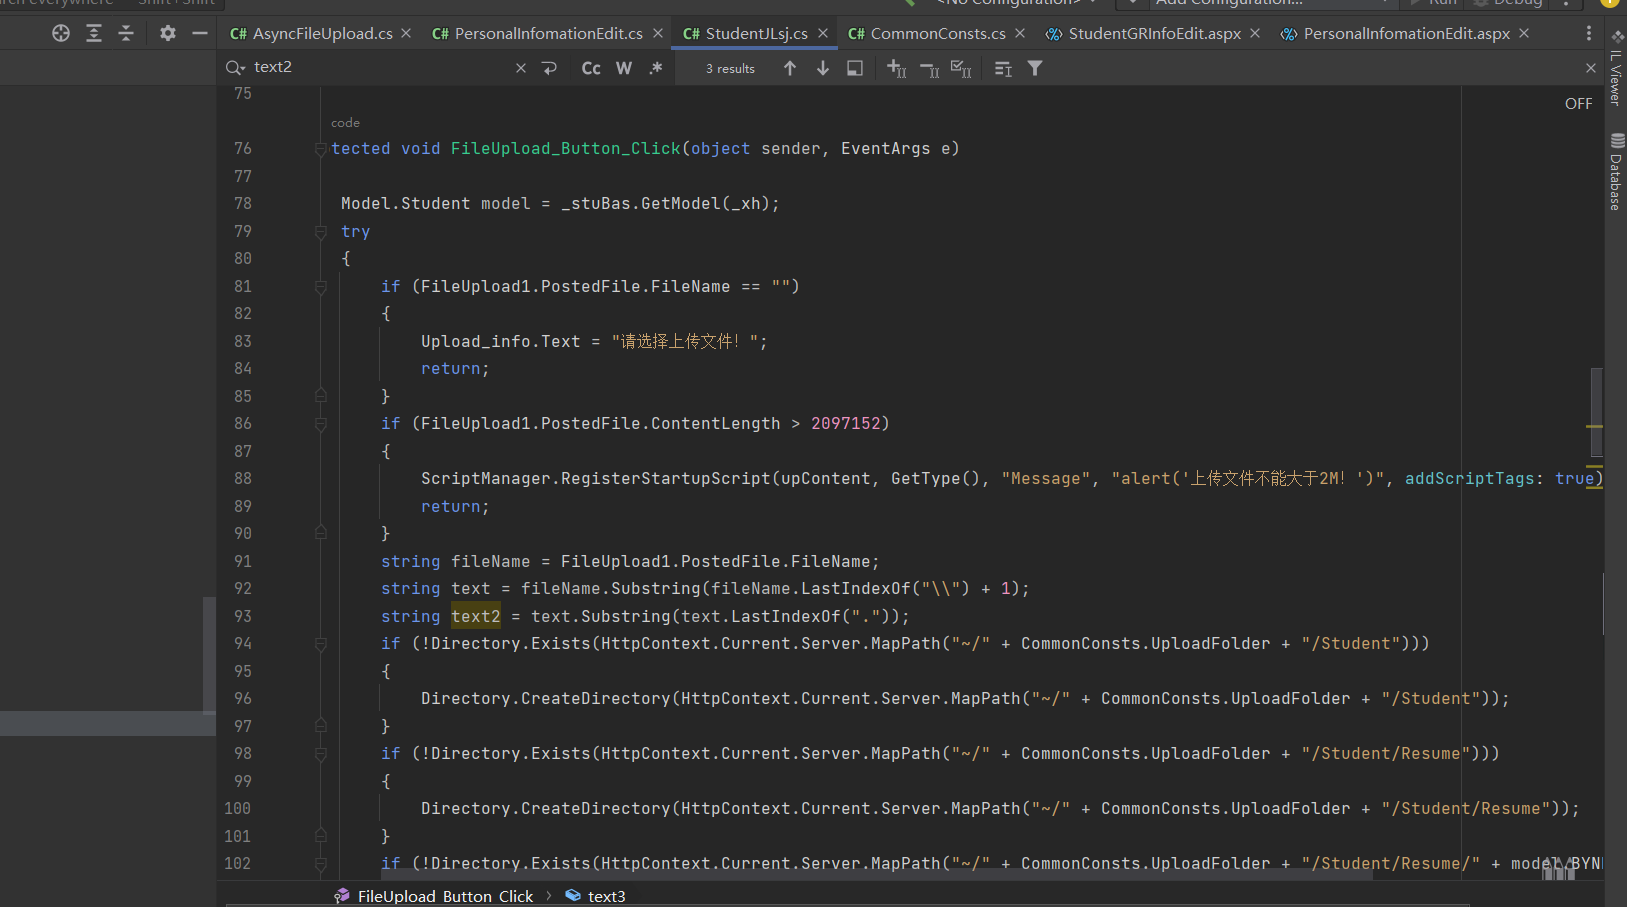 AsyncFileUpload.cs PersonalInfomationEdit.cs StudentJLsj.cs CommonConsts.cs StudentGRInfoEdit.aspx PersonalInfomationEdit.aspx
text2 Cc W .* 3 results
IL Viewer
Database
OFF
75
code
76 tected void FileUpload_Button_Click(object sender, EventArgs e)
77
78 Model.Student model = _stuBas.GetModel(_xh);
79 try
80 {
81 if (FileUpload1.PostedFile.FileName == "")
82 {
83 Upload_info.Text = "请选择上传文件！";
84 return;
85 }
86 if (FileUpload1.PostedFile.ContentLength > 2097152)
87 {
88 ScriptManager.RegisterStartupScript(upContent, GetType(), "Message", "alert('上传文件不能大于2M！')", addScriptTags: true)
89 return;
90 }
91 string fileName = FileUpload1.PostedFile.FileName;
92 string text = fileName.Substring(fileName.LastIndexOf("\\") + 1);
93 string text2 = text.Substring(text.LastIndexOf("."));
94 if (!Directory.Exists(HttpContext.Current.Server.MapPath("~/" + CommonConsts.UploadFolder + "/Student")))
95 {
96 Directory.CreateDirectory(HttpContext.Current.Server.MapPath("~/" + CommonConsts.UploadFolder + "/Student"));
97 }
98 if (!Directory.Exists(HttpContext.Current.Server.MapPath("~/" + CommonConsts.UploadFolder + "/Student/Resume")))
99 {
100 Directory.CreateDirectory(HttpContext.Current.Server.MapPath("~/" + CommonConsts.UploadFolder + "/Student/Resume"));
101 }
102 if (!Directory.Exists(HttpContext.Current.Server.MapPath("~/" + CommonConsts.UploadFolder + "/Student/Resume/" + model.BYN
FileUpload_Button_Click > text3